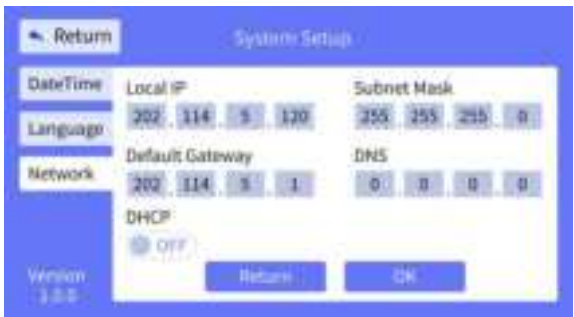 Return
System Setup
DateTime
Language
Network
Version
1.0.0
Local IP
202 . 114 . 5 . 120
Subnet Mask
255 . 255 . 255 . 0
Default Gateway
202 . 114 . 5 . 1
DNS
0 . 0 . 0 . 0
DHCP
OFF
Return
OK